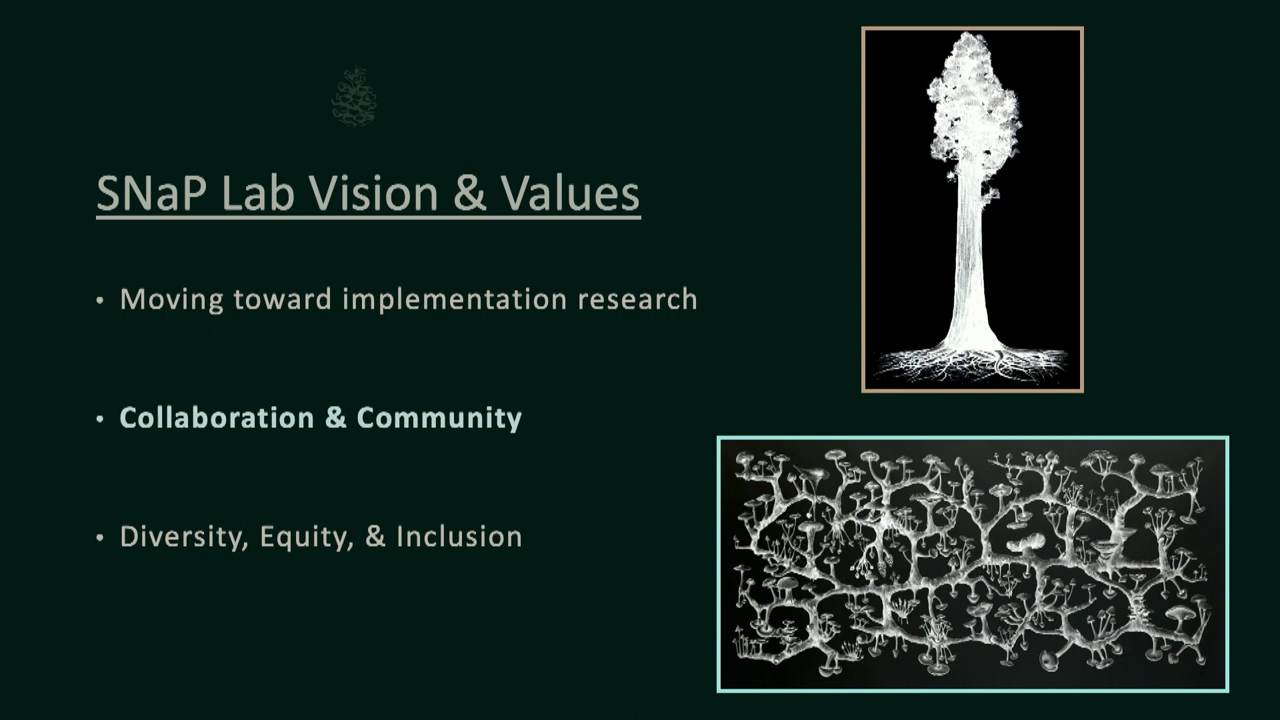 SNaP Lab Vision & Values
• Moving toward implementation research
• Collaboration & Community
• Diversity, Equity, & Inclusion